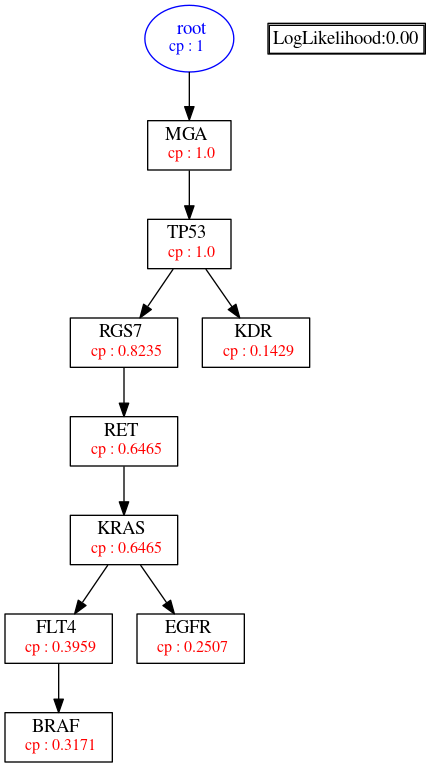 root
cp : 1
LogLikelihood:0.00
MGA
cp : 1.0
TP53
cp : 1.0
RGS7
cp : 0.8235
KDR
cp : 0.1429
RET
cp : 0.6465
KRAS
cp : 0.6465
FLT4
cp : 0.3959
EGFR
cp : 0.2507
BRAF
cp : 0.3171